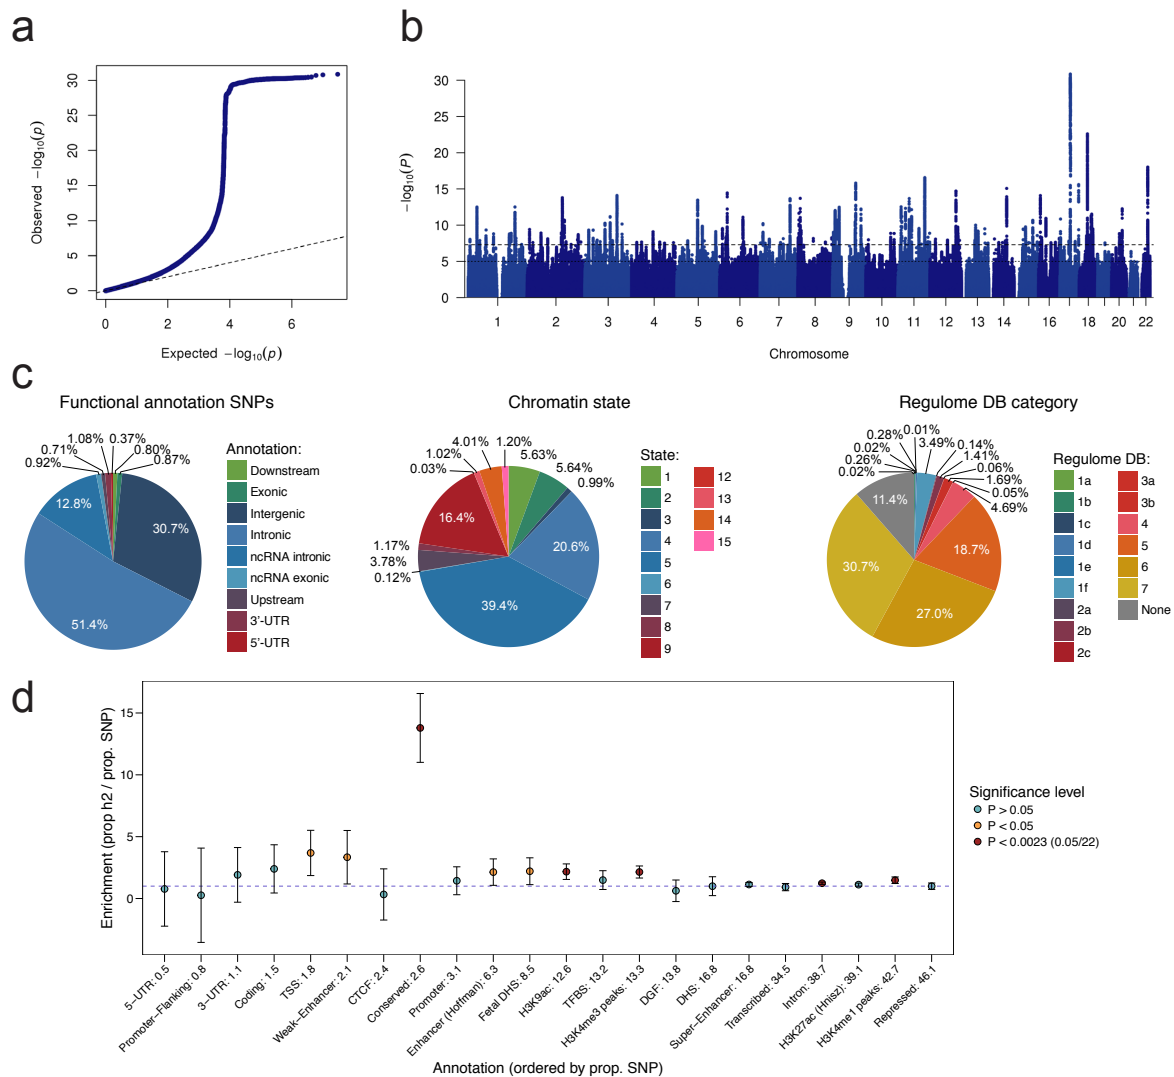 a
b
Observed −log10(p)
30
25
20
15
10
5
0
0 2 4 6
Expected −log10(p)
−log10(P)
30
25
20
15
10
5
0
1 2 3 4 5 6 7 8 9 10 11 12 13 14 16 18 20 22
Chromosome
c
Functional annotation SNPs
1.08%
0.37%
0.71%
0.80%
0.92%
0.87%
12.8%
30.7%
51.4%
Annotation:
Downstream
Exonic
Intergenic
Intronic
ncRNA intronic
ncRNA exonic
Upstream
3'-UTR
5'-UTR
Chromatin state
4.01%
1.20%
1.02%
5.63%
0.03%
5.64%
0.99%
16.4%
20.6%
1.17%
3.78%
0.12%
39.4%
State:
1
2
3
4
5
6
7
8
9
12
13
14
15
Regulome DB category
0.01%
0.28%
3.49%
0.02%
0.14%
0.26%
1.41%
0.02%
0.06%
1.69%
0.05%
4.69%
11.4%
18.7%
30.7%
27.0%
Regulome DB:
1a
1b
1c
1d
1e
1f
2a
2b
2c
3a
3b
4
5
6
7
None
d
Enrichment (prop h2 / prop. SNP)
15
10
5
0
Significance level
P > 0.05
P < 0.05
P < 0.0023 (0.05/22)
5−UTR: 0.5
Promoter−Flanking: 0.8
3−UTR: 1.1
Coding: 1.5
TSS: 1.8
Weak−Enhancer: 2.1
CTCF: 2.4
Conserved: 2.6
Promoter: 3.1
Enhancer (Hoffman): 6.3
Fetal DHS: 8.5
H3K9ac: 12.6
TFBS: 13.2
H3K4me3 peaks: 13.3
DGF: 13.8
DHS: 16.8
Super−Enhancer: 16.8
Transcribed: 34.5
Intron: 38.7
H3K27ac (Hnisz): 39.1
H3K4me1 peaks: 42.7
Repressed: 46.1
Annotation (ordered by prop. SNP)